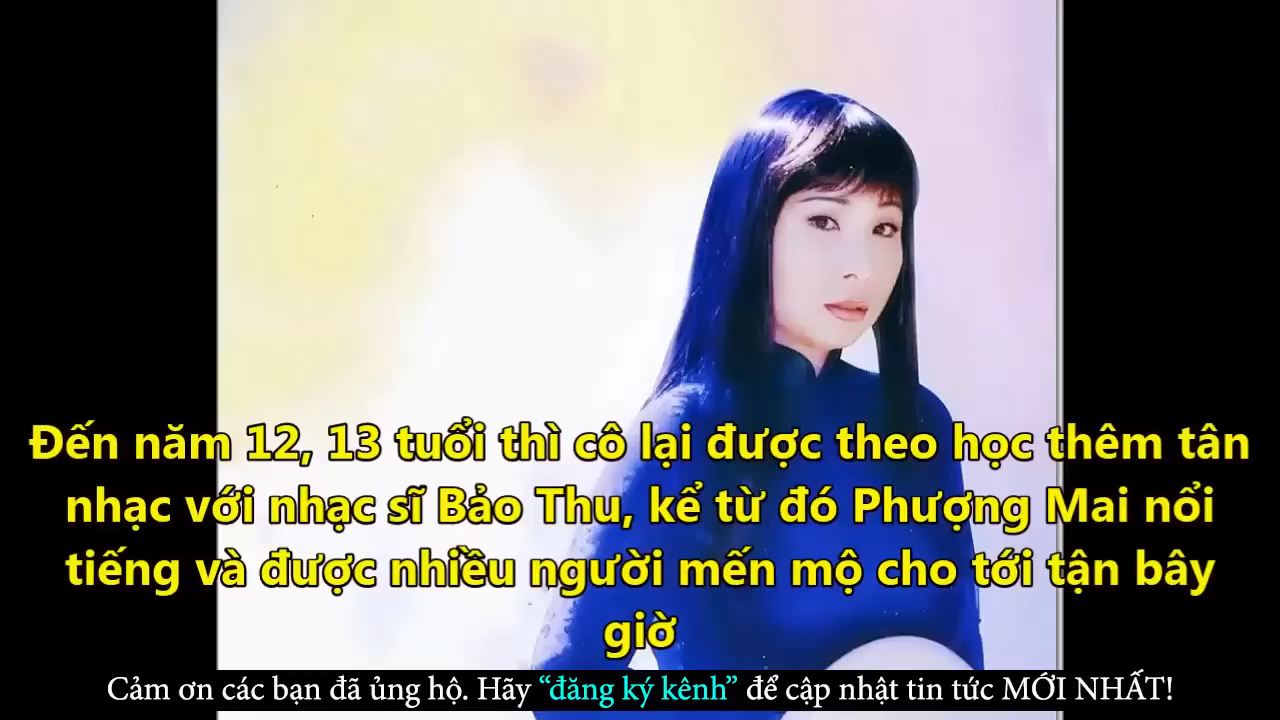 Đến năm 12, 13 tuổi thì cô lại được theo học thêm tân
nhạc với nhạc sĩ Bảo Thu, kể từ đó Phượng Mai nổi
tiếng và được nhiều người mến mộ cho tới tận bây
giờ
Cảm ơn các bạn đã ủng hộ. Hãy “đăng ký kênh” để cập nhật tin tức MỚI NHẤT!